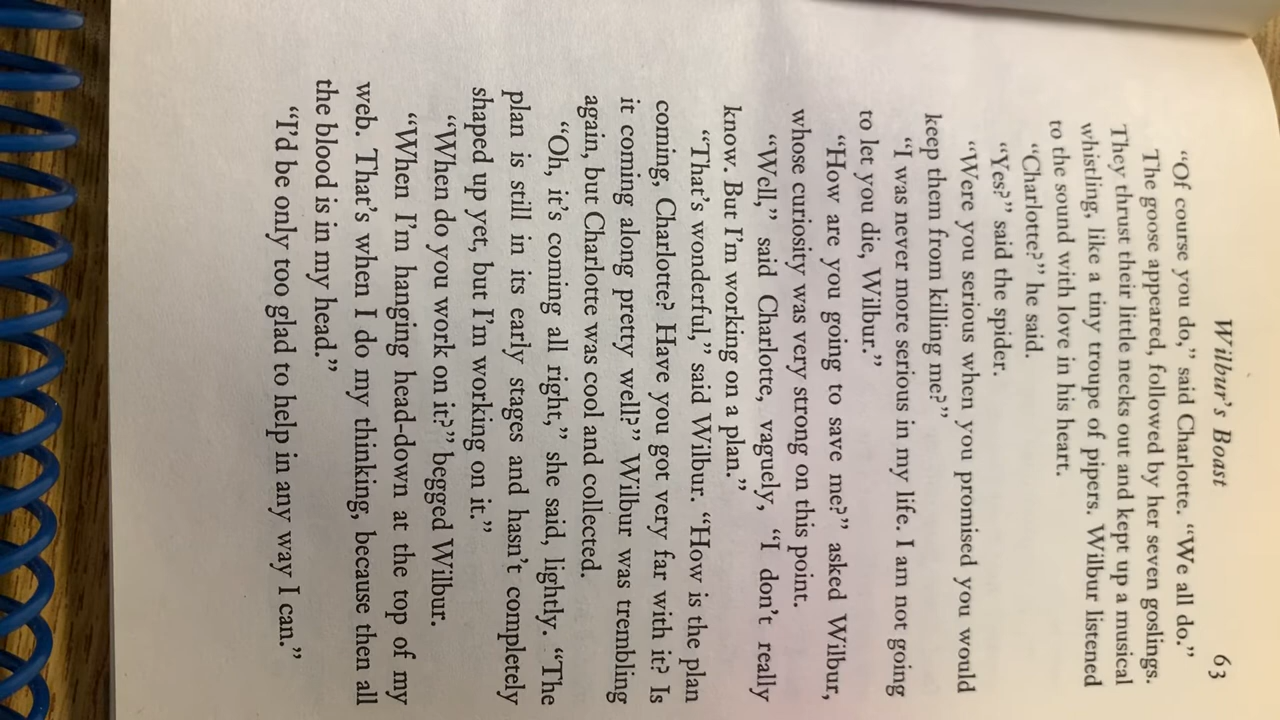 Wilbur's Boast 63
“Of course you do,” said Charlotte. “We all do.”
The goose appeared, followed by her seven goslings.
They thrust their little necks out and kept up a musical
whistling, like a tiny troupe of pipers. Wilbur listened
to the sound with love in his heart.
“Charlotte?” he said.
“Yes?” said the spider.
“Were you serious when you promised you would
keep them from killing me?”
“I was never more serious in my life. I am not going
to let you die, Wilbur.”
“How are you going to save me?” asked Wilbur,
whose curiosity was very strong on this point.
“Well,” said Charlotte, vaguely, “I don't really
know. But I'm working on a plan.”
“That's wonderful,” said Wilbur. “How is the plan
coming, Charlotte? Have you got very far with it? Is
it coming along pretty well?” Wilbur was trembling
again, but Charlotte was cool and collected.
“Oh, it's coming all right,” she said, lightly. “The
plan is still in its early stages and hasn't completely
shaped up yet, but I'm working on it.”
“When do you work on it?” begged Wilbur.
“When I'm hanging head-down at the top of my
web. That's when I do my thinking, because then all
the blood is in my head.”
“I'd be only too glad to help in any way I can.”